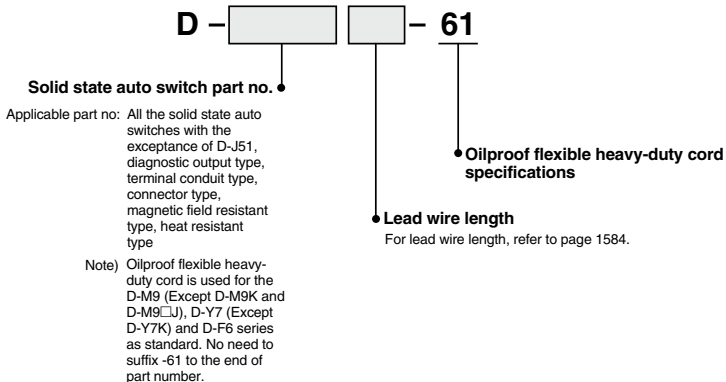 D –
– 61
Solid state auto switch part no.
Applicable part no: All the solid state auto
switches with the
exceptance of D-J51,
diagnostic output type,
terminal conduit type,
connector type,
magnetic field resistant
type, heat resistant
type
Note) Oilproof flexible heavy-
duty cord is used for the
D-M9 (Except D-M9K and
D-M9□J), D-Y7 (Except
D-Y7K) and D-F6 series
as standard. No need to
suffix -61 to the end of
part number.
Oilproof flexible heavy-duty cord
specifications
Lead wire length
For lead wire length, refer to page 1584.